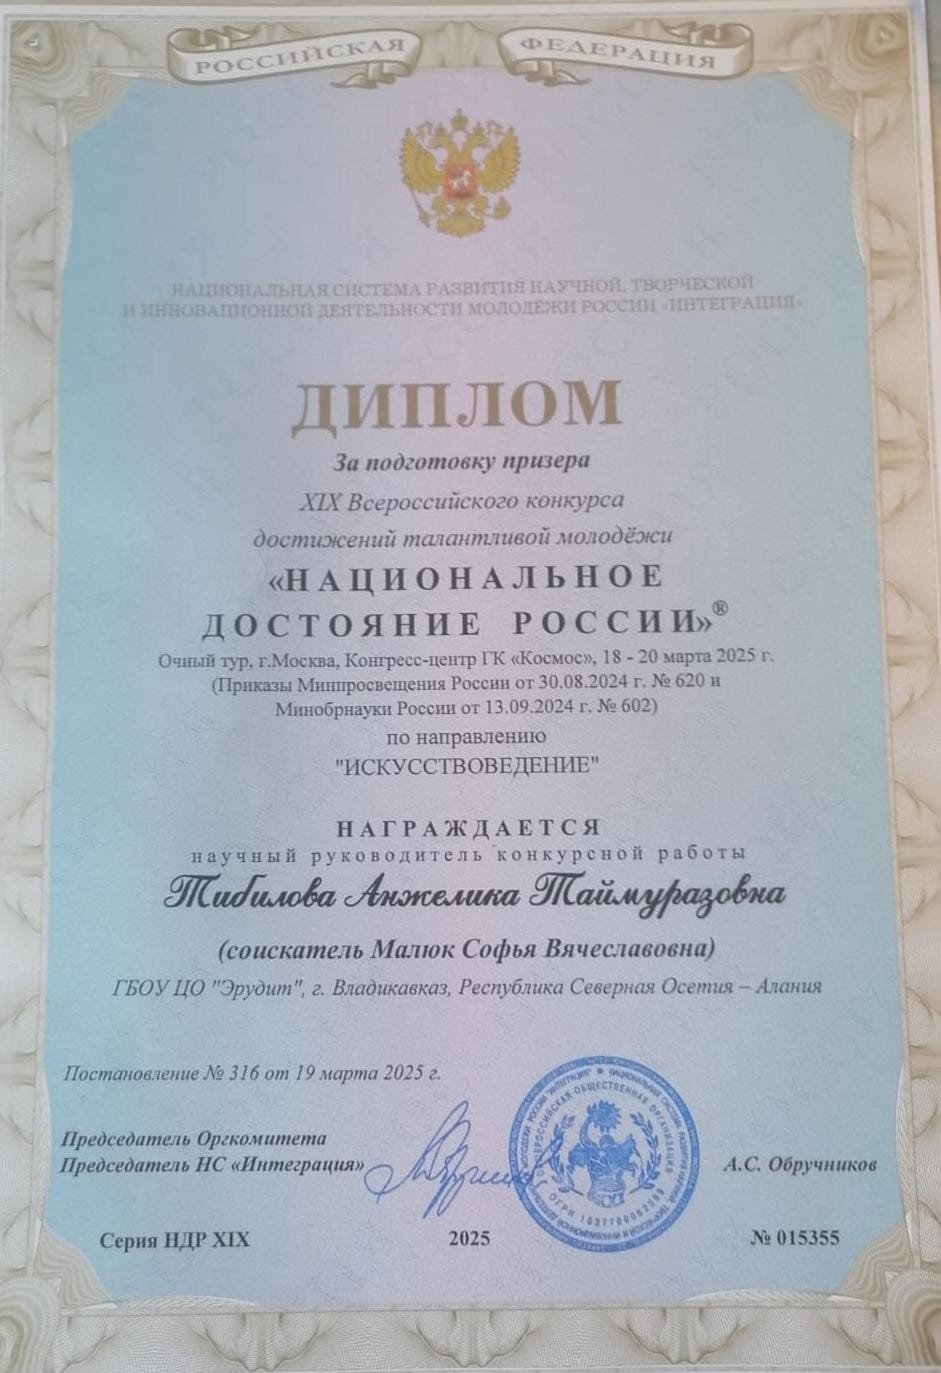 РОССИЙСКАЯ ФЕДЕРАЦИЯ
НАЦИОНАЛЬНАЯ СИСТЕМА РАЗВИТИЯ НАУЧНОЙ, ТВОРЧЕСКОЙ
И ИННОВАЦИОННОЙ ДЕЯТЕЛЬНОСТИ МОЛОДЁЖИ РОССИИ «ИНТЕГРАЦИЯ»
ДИПЛОМ
За подготовку призера
XIX Всероссийского конкурса
достижений талантливой молодёжи
«НАЦИОНАЛЬНОЕ
ДОСТОЯНИЕ РОССИИ»®
Очный тур, г.Москва, Конгресс-центр ГК «Космос», 18 - 20 марта 2025 г.
(Приказы Минпросвещения России от 30.08.2024 г. № 620 и
Минобрнауки России от 13.09.2024 г. № 602)
по направлению
"ИСКУССТВОВЕДЕНИЕ"
НАГРАЖДАЕТСЯ
научный руководитель конкурсной работы
Тибилова Анжелика Таймуразовна
(соискатель Малюк Софья Вячеславовна)
ГБОУ ЦО "Эрудит", г. Владикавказ, Республика Северная Осетия – Алания
Постановление № 316 от 19 марта 2025 г.
Председатель Оргкомитета
Председатель НС «Интеграция»
А.С. Обручников
ОБЩЕРОССИЙСКАЯ ОБЩЕСТВЕННАЯ ОРГАНИЗАЦИЯ
XXI
Серия НДР XIX
2025
№ 015355